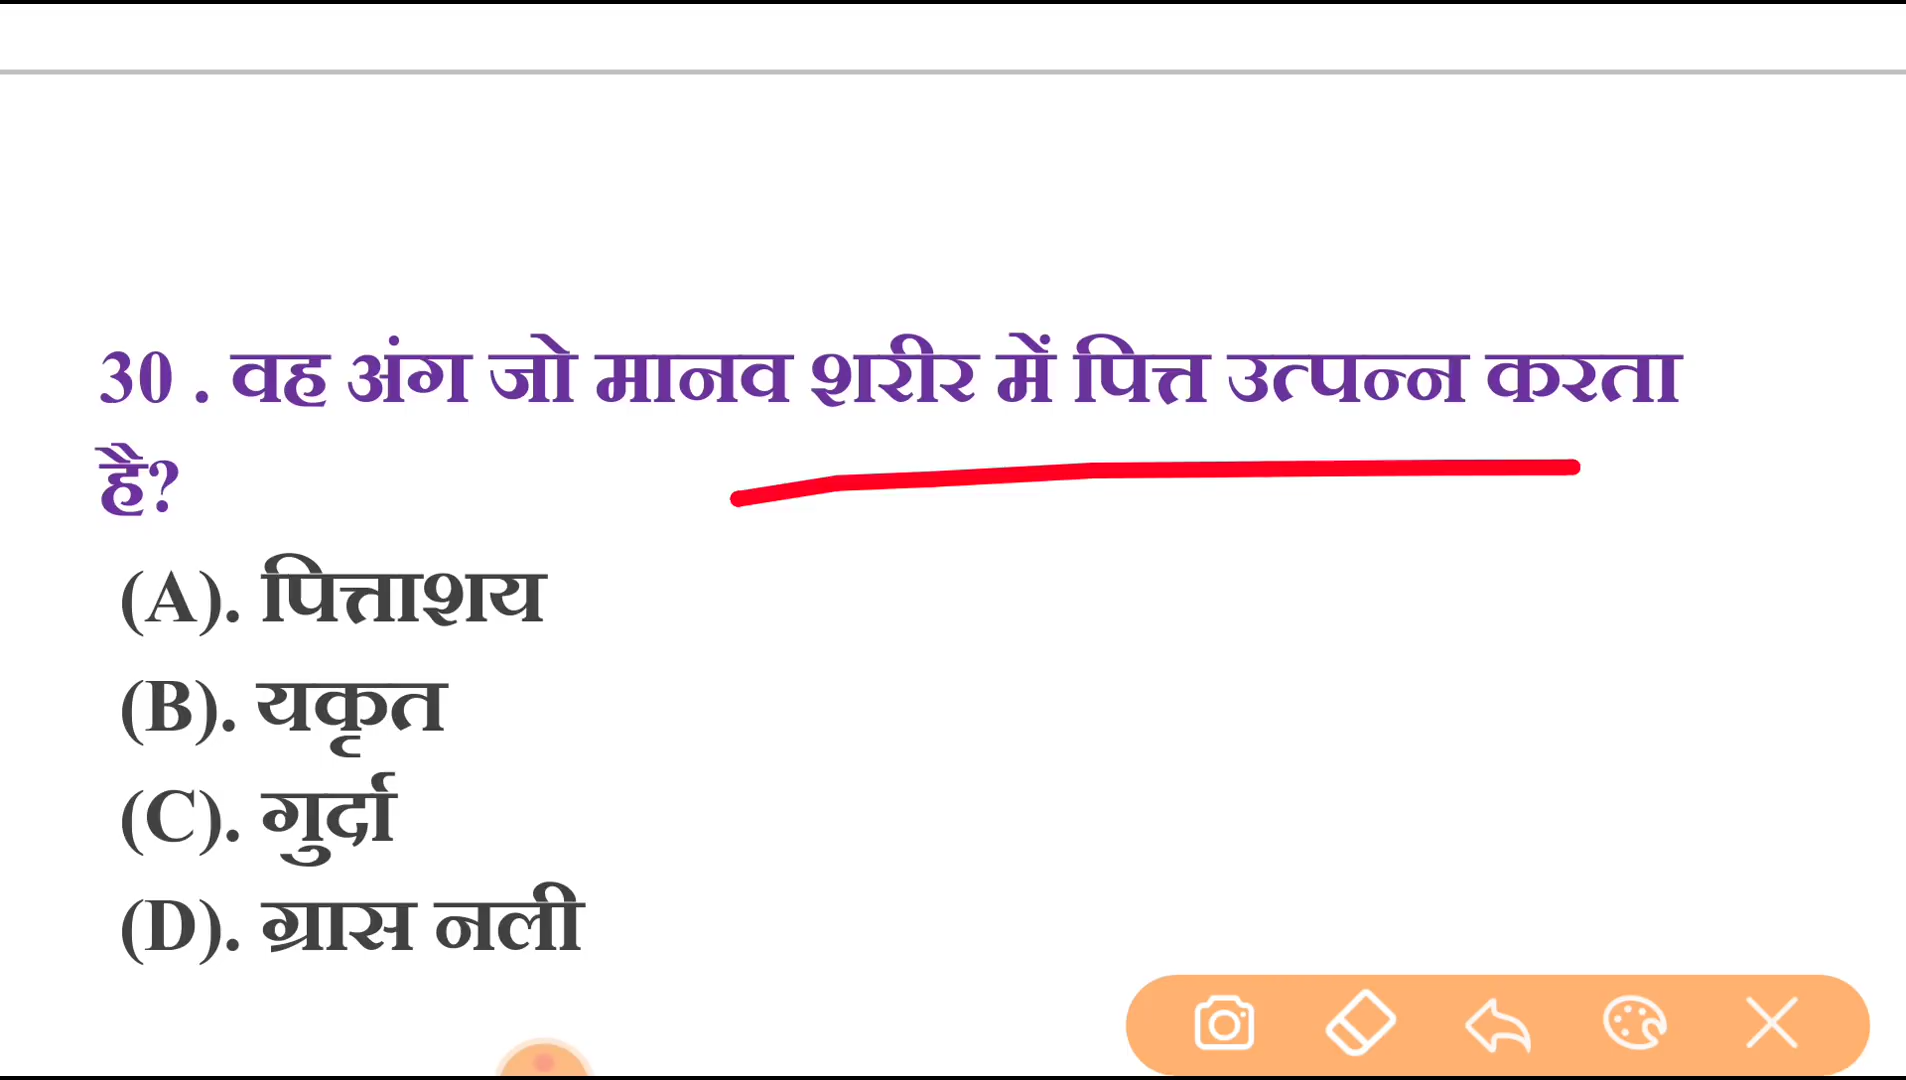 30 . वह अंग जो मानव शरीर में पित्त उत्पन्न करता
है?
(A). पित्ताशय
(B). यकृत
(C). गुर्दा
(D). ग्रास नली